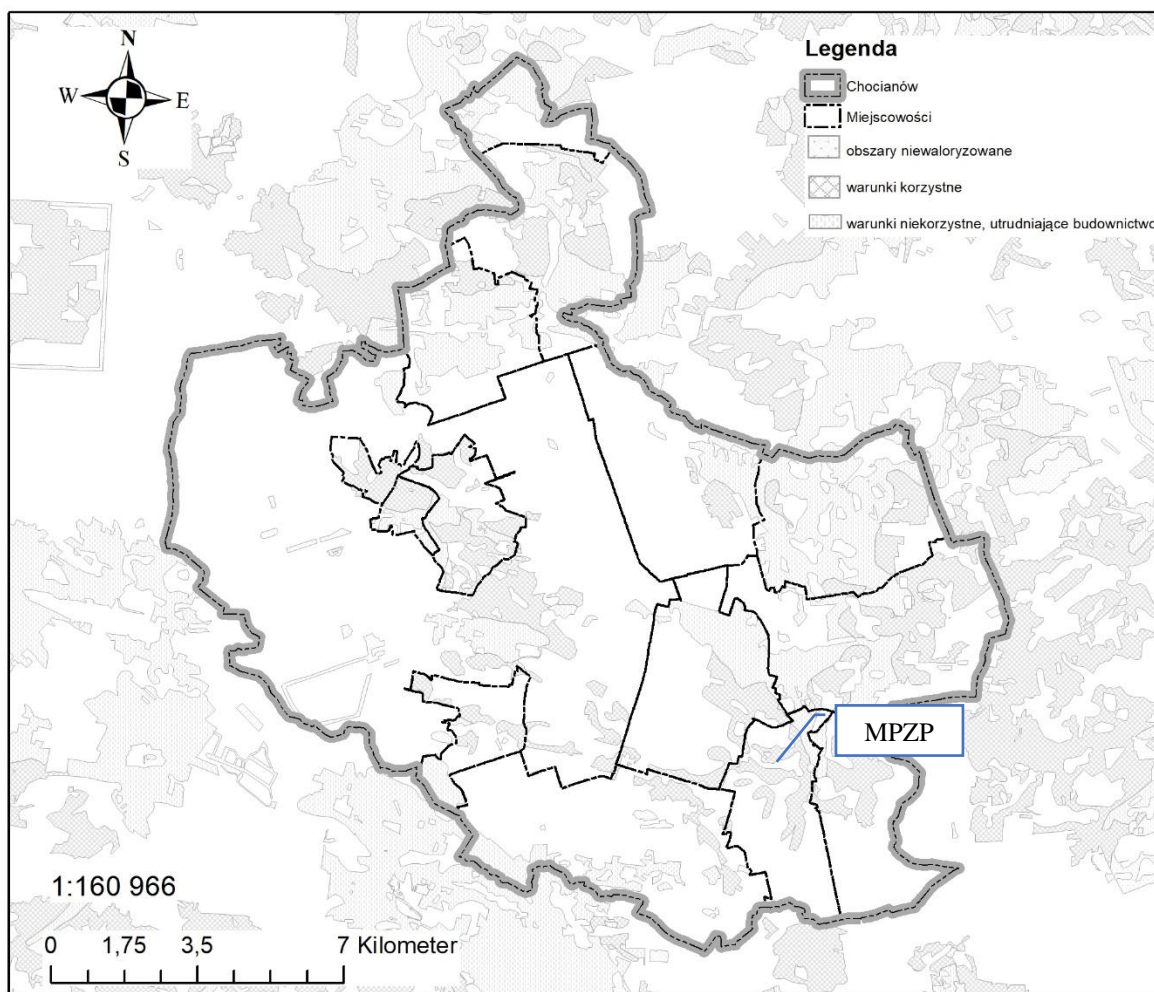 N
W E
S
Legenda
Chocianów
Miejscowości
obszary niewaloryzowane
warunki korzystne
warunki niekorzystne, utrudniające budownictwo
MPZP
1:160 966
0 1,75 3,5 7 Kilometer